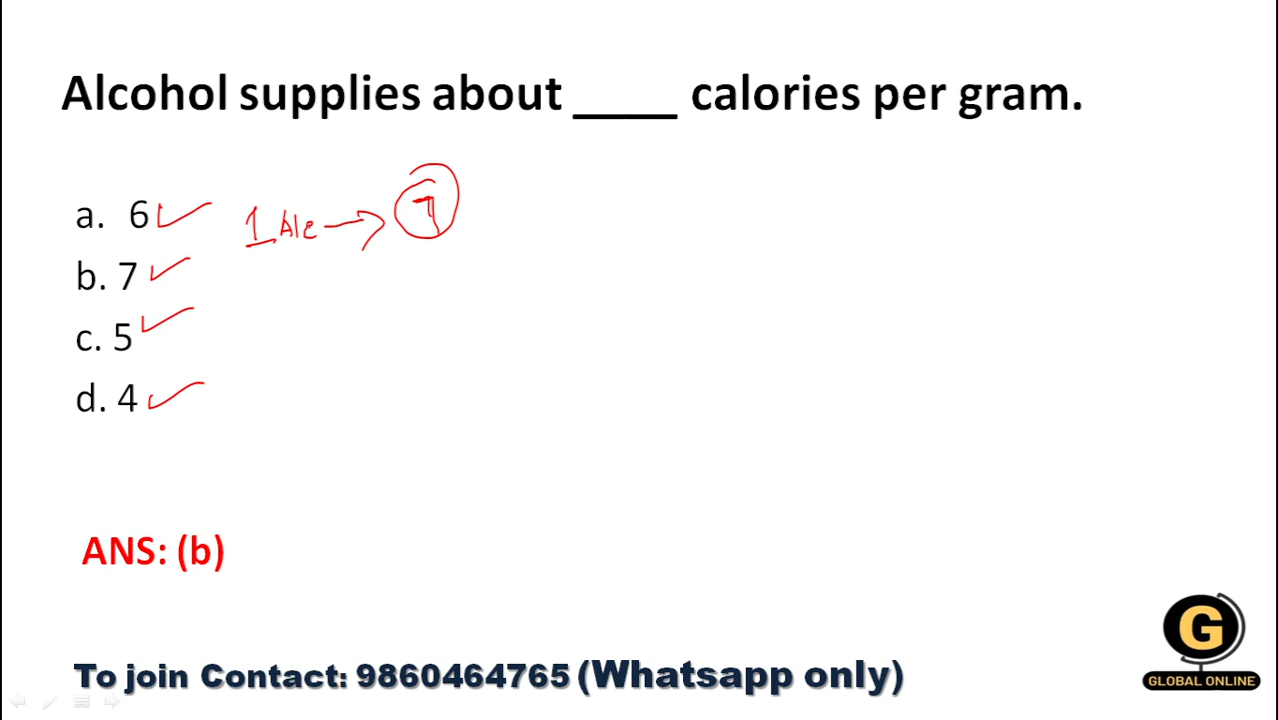 Alcohol supplies about ____ calories per gram.
a. 6
1 Alc → 7
b. 7
c. 5
d. 4
ANS: (b)
To join Contact: 9860464765 (Whatsapp only)
G
GLOBAL ONLINE